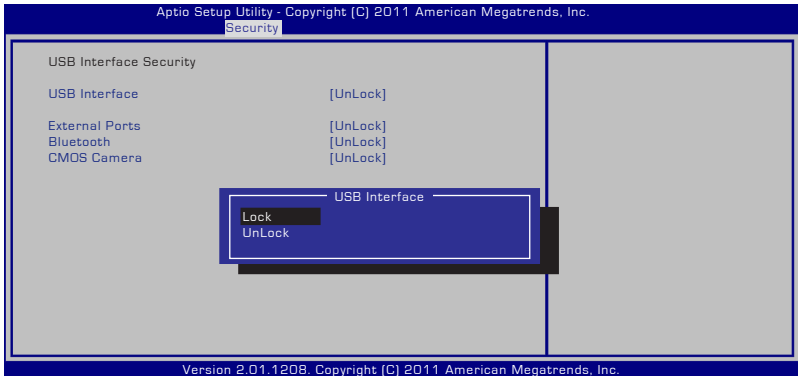 Aptio Setup Utility - Copyright (C) 2011 American Megatrends, Inc.
Security
USB Interface Security
USB Interface [UnLock]
External Ports [UnLock]
Bluetooth [UnLock]
CMOS Camera [UnLock]
USB Interface
Lock
UnLock
Version 2.01.1208. Copyright (C) 2011 American Megatrends, Inc.